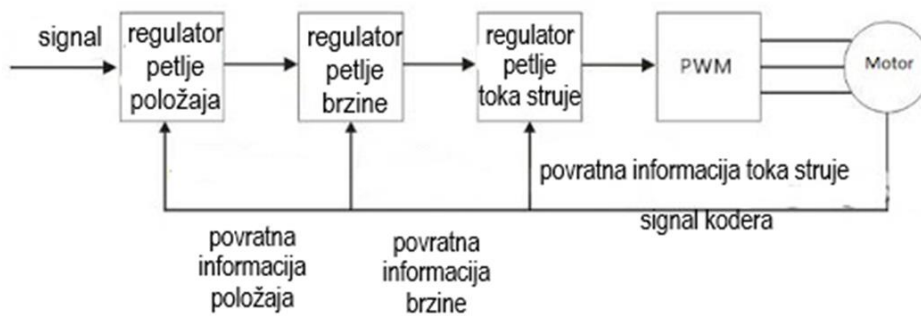 signal
regulator
petlje
položaja
regulator
petlje
brzine
regulator
petlje
toka struje
PWM
Motor
povratna informacija toka struje
signal kodera
povratna
informacija
položaja
povratna
informacija
brzine